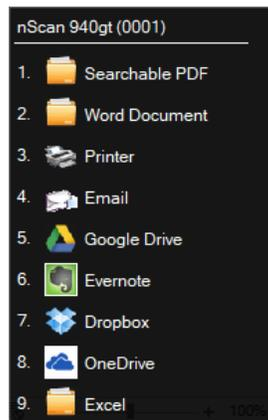 nScan 940gt (0001)
1. Searchable PDF
2. Word Document
3. Printer
4. Email
5. Google Drive
6. Evernote
7. Dropbox
8. OneDrive
9. Excel
+ 100%